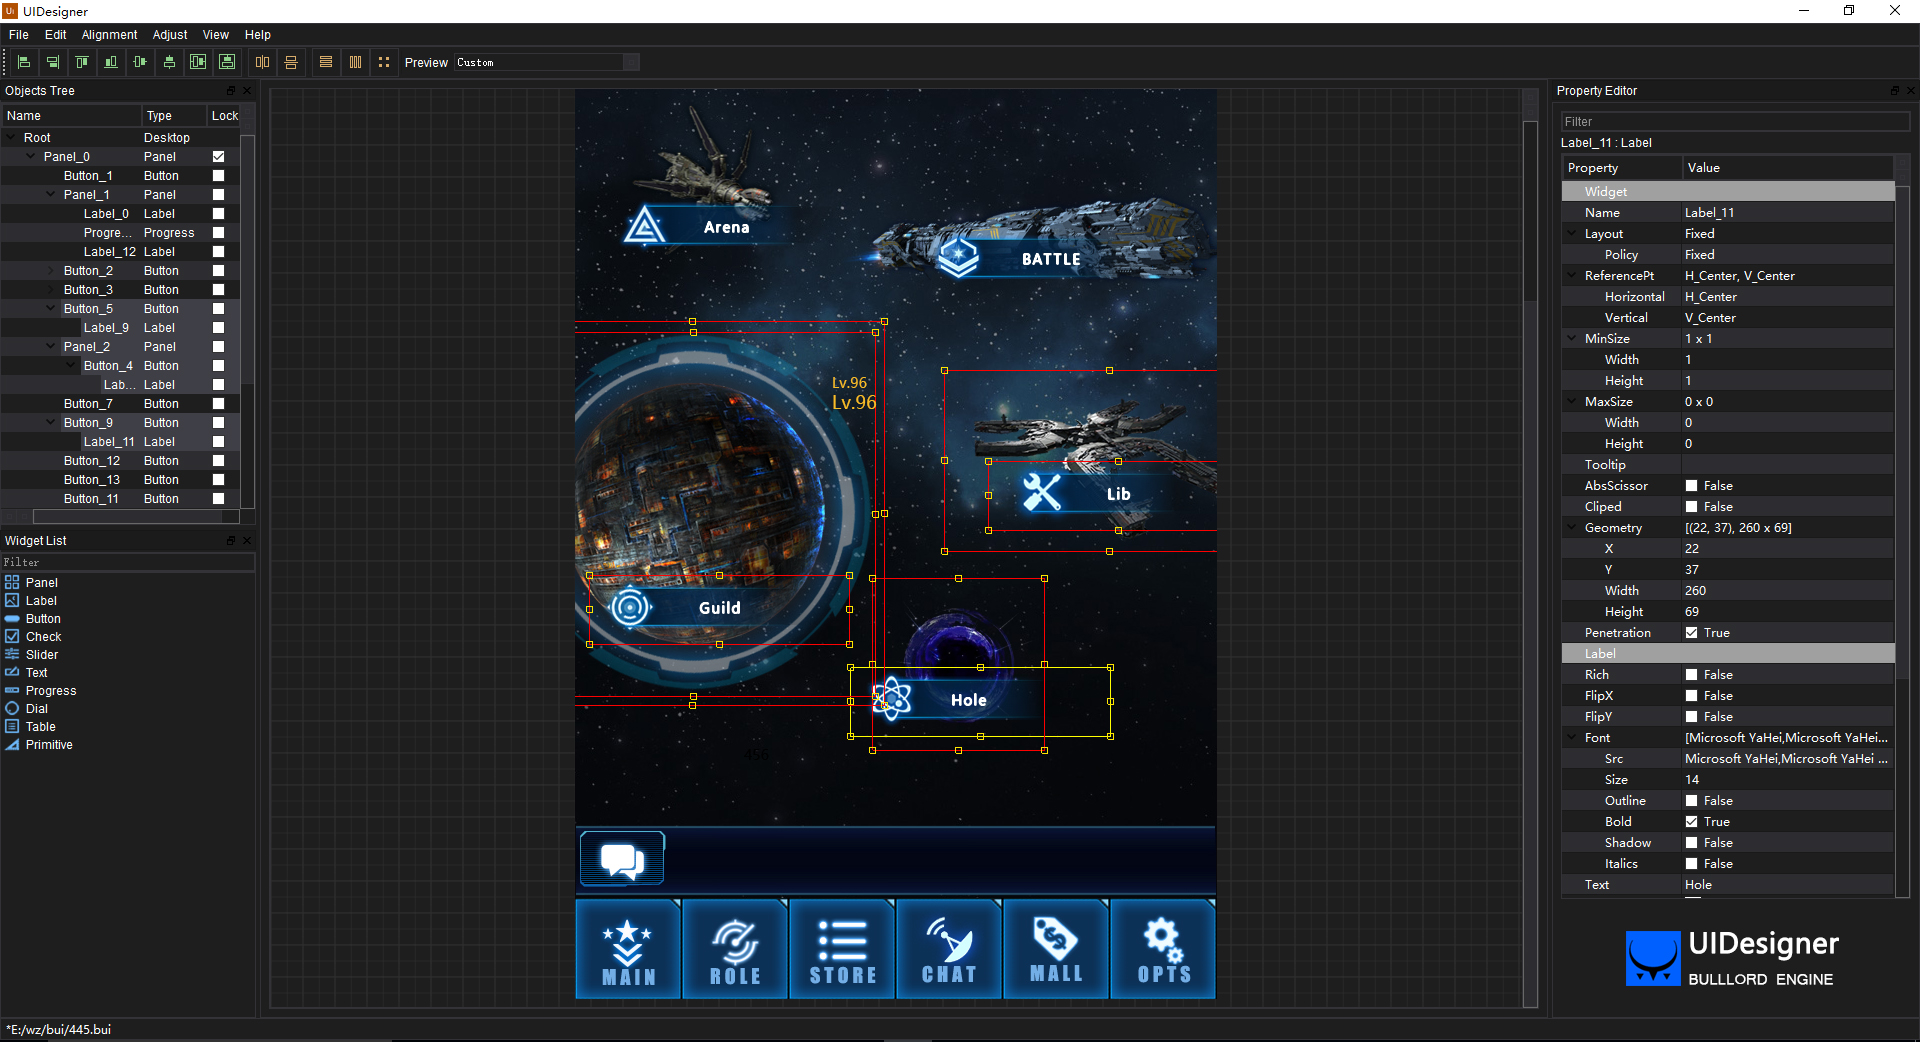 UIDesigner
File Edit Alignment Adjust View Help
Preview Custom
Objects Tree
Name Type Lock
Root Desktop
Panel_0 Panel
Button_1 Button
Panel_1 Panel
Label_0 Label
Progre... Progress
Label_12 Label
Button_2 Button
Button_3 Button
Button_5 Button
Label_9 Label
Panel_2 Panel
Button_4 Button
Lab... Label
Button_7 Button
Button_9 Button
Label_11 Label
Button_12 Button
Button_13 Button
Button_11 Button
Widget List
Filter
Panel
Label
Button
Check
Slider
Text
Progress
Dial
Table
Primitive
Arena
BATTLE
Lv.96
Lv.96
Lib
Guild
Hole
456
MAIN ROLE STORE CHAT MALL OPTS
Property Editor
Filter
Label_11 : Label
Property Value
Widget
Name Label_11
Layout Fixed
Policy Fixed
ReferencePt H_Center, V_Center
Horizontal H_Center
Vertical V_Center
MinSize 1 x 1
Width 1
Height 1
MaxSize 0 x 0
Width 0
Height 0
Tooltip
AbsScissor False
Cliped False
Geometry [(22, 37), 260 x 69]
X 22
Y 37
Width 260
Height 69
Penetration True
Label
Rich False
FlipX False
FlipY False
Font [Microsoft YaHei,Microsoft YaHei...
Src Microsoft YaHei,Microsoft YaHei ...
Size 14
Outline False
Bold True
Shadow False
Italics False
Text Hole
UIDesigner
BULLLORD ENGINE
*E:/wz/bui/445.bui